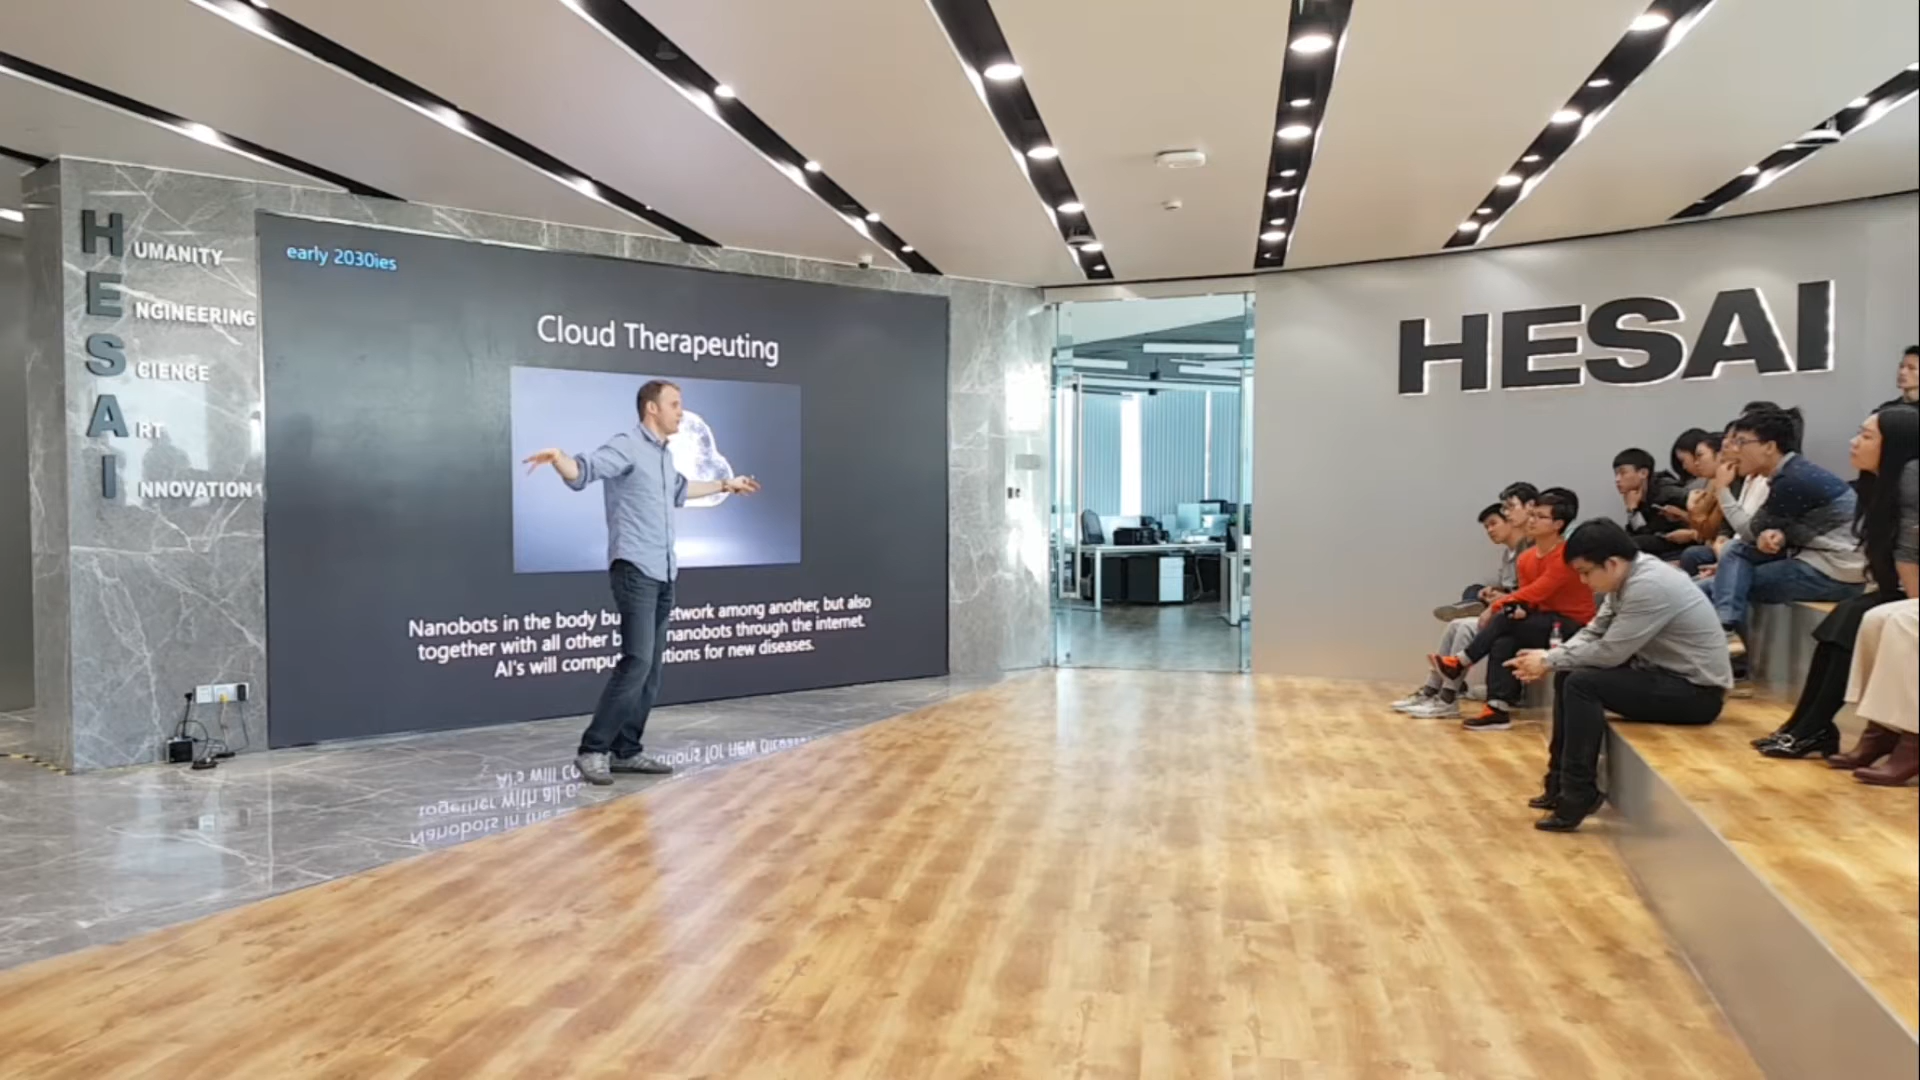 HUMANITY
ENGINEERING
SCIENCE
ART
INNOVATION
early 2030ies
Cloud Therapeuting
Nanobots in the body bu etwork among another, but also
together with all other b nanobots through the internet.
AI's will comput tions for new diseases.
HESAI